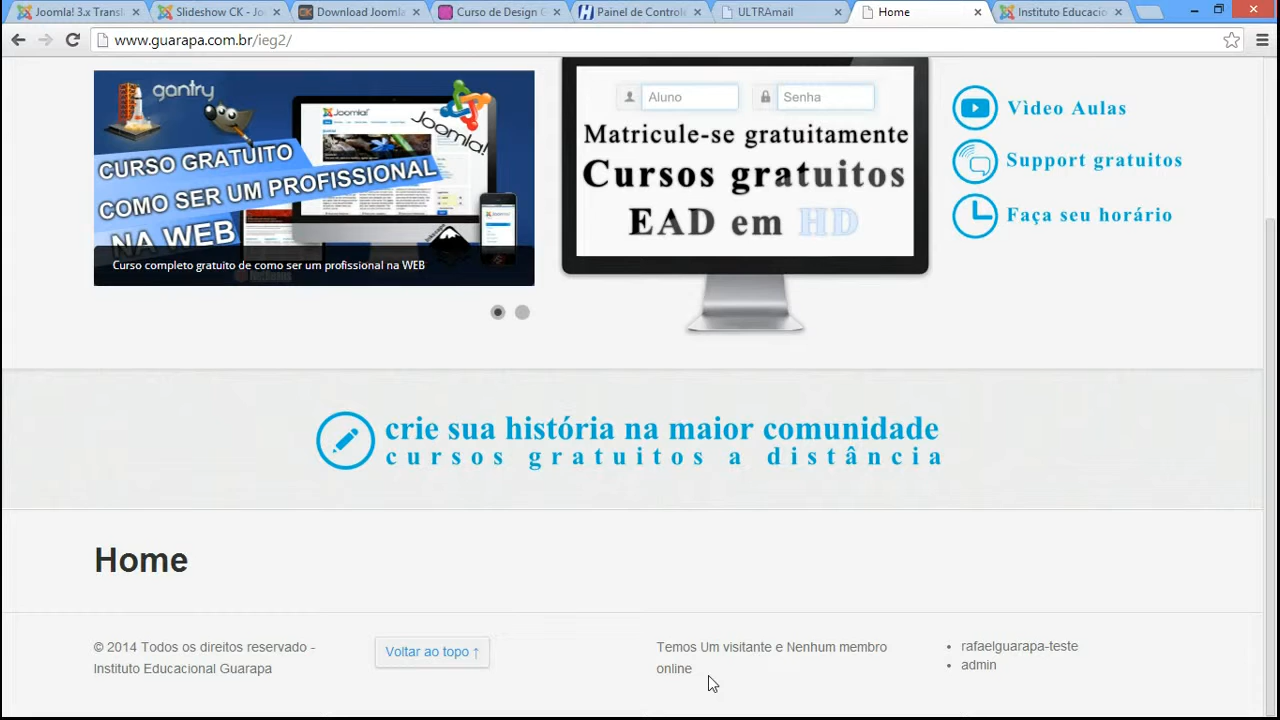 Joomla! 3.x Transl
Slideshow CK - Jo
Download Joomla
Curso de Design G
Painel de Controle
ULTRAmail
Home
Instituto Educacio
www.guarapa.com.br/ieg2/
gantry
Joomla!
Joomla!
CURSO GRATUITO
COMO SER UM PROFISSIONAL
NA WEB
Curso completo gratuito de como ser um profissional na WEB
Aluno
Senha
Matricule-se gratuitamente
Cursos gratuitos
EAD em HD
Vìdeo Aulas
Support gratuitos
Faça seu horário
crie sua história na maior comunidade
cursos gratuitos a distância
Home
© 2014 Todos os direitos reservado -
Instituto Educacional Guarapa
Voltar ao topo ↑
Temos Um visitante e Nenhum membro
online
• rafaelguarapa-teste
• admin